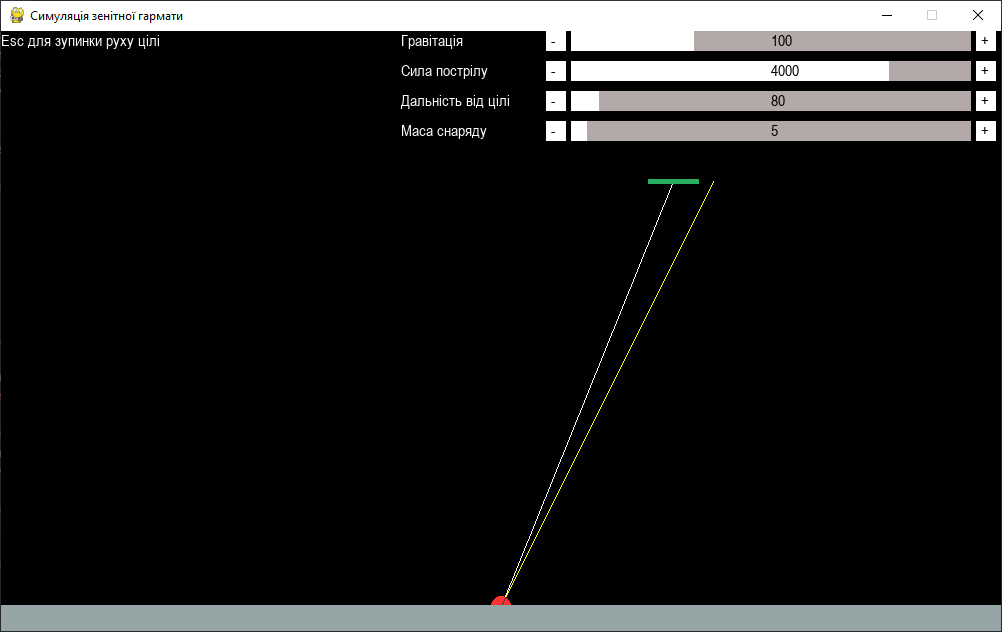 Симуляція зенітної гармати
Esc для зупинки руху цілі
Гравітація - 100 +
Сила пострілу - 4000 +
Дальність від цілі - 80 +
Маса снаряду - 5 +